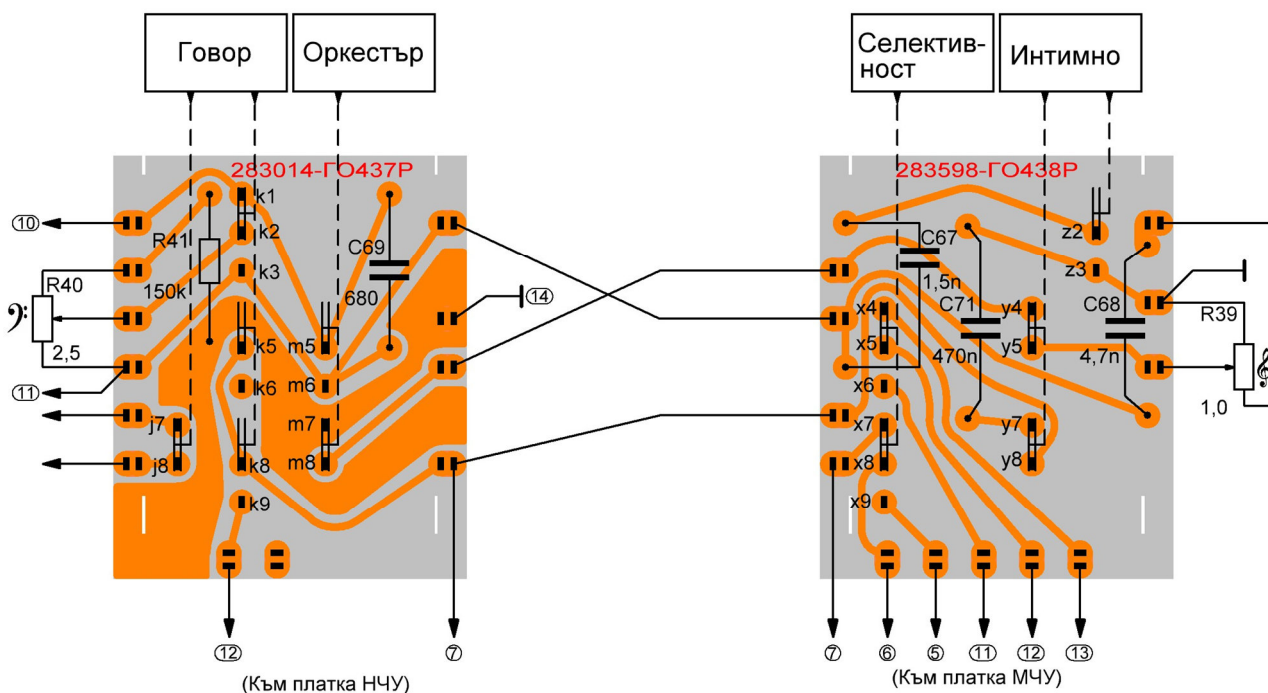 Говор
Оркестър
Селектив-
ност
Интимно
283014-ГО437Р
283598-ГО438Р
k1
10
R41
k2
C69
C67
z2
k3
z3
R40
150k
680
1,5n
14
x4
C71
y4
C68
R39
2,5
k5
m5
x5
470n
y5
4,7n
11
k6
m6
x6
1,0
j7
m7
x7
y7
j8
k8
m8
x8
y8
k9
x9
12
7
7
6
5
11
12
13
(Към платка НЧУ)
(Към платка МЧУ)